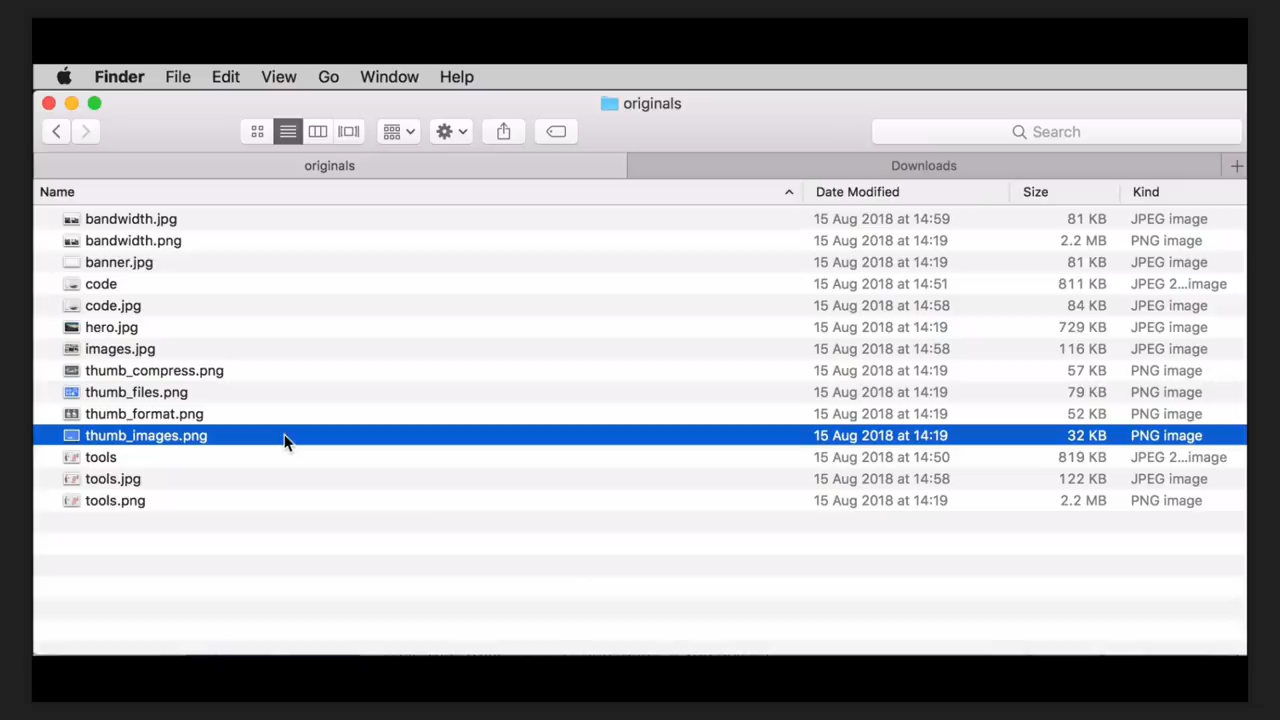 Finder File Edit View Go Window Help
originals
Search
originals Downloads
Name Date Modified Size Kind
bandwidth.jpg 15 Aug 2018 at 14:59 81 KB JPEG image
bandwidth.png 15 Aug 2018 at 14:19 2.2 MB PNG image
banner.jpg 15 Aug 2018 at 14:19 81 KB JPEG image
code 15 Aug 2018 at 14:51 811 KB JPEG 2...image
code.jpg 15 Aug 2018 at 14:58 84 KB JPEG image
hero.jpg 15 Aug 2018 at 14:19 729 KB JPEG image
images.jpg 15 Aug 2018 at 14:58 116 KB JPEG image
thumb_compress.png 15 Aug 2018 at 14:19 57 KB PNG image
thumb_files.png 15 Aug 2018 at 14:19 79 KB PNG image
thumb_format.png 15 Aug 2018 at 14:19 52 KB PNG image
thumb_images.png 15 Aug 2018 at 14:19 32 KB PNG image
tools 15 Aug 2018 at 14:50 819 KB JPEG 2...image
tools.jpg 15 Aug 2018 at 14:58 122 KB JPEG image
tools.png 15 Aug 2018 at 14:19 2.2 MB PNG image